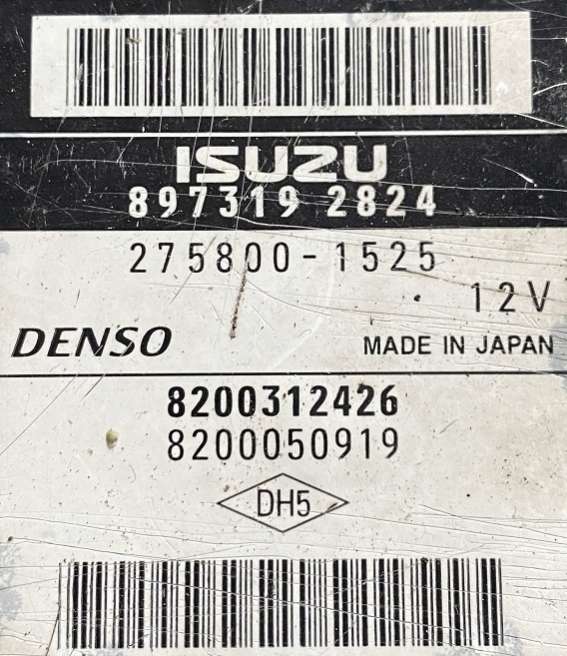 ISUZU
897319 2824
275800-1525
12V
DENSO MADE IN JAPAN
8200312426
8200050919
DH5